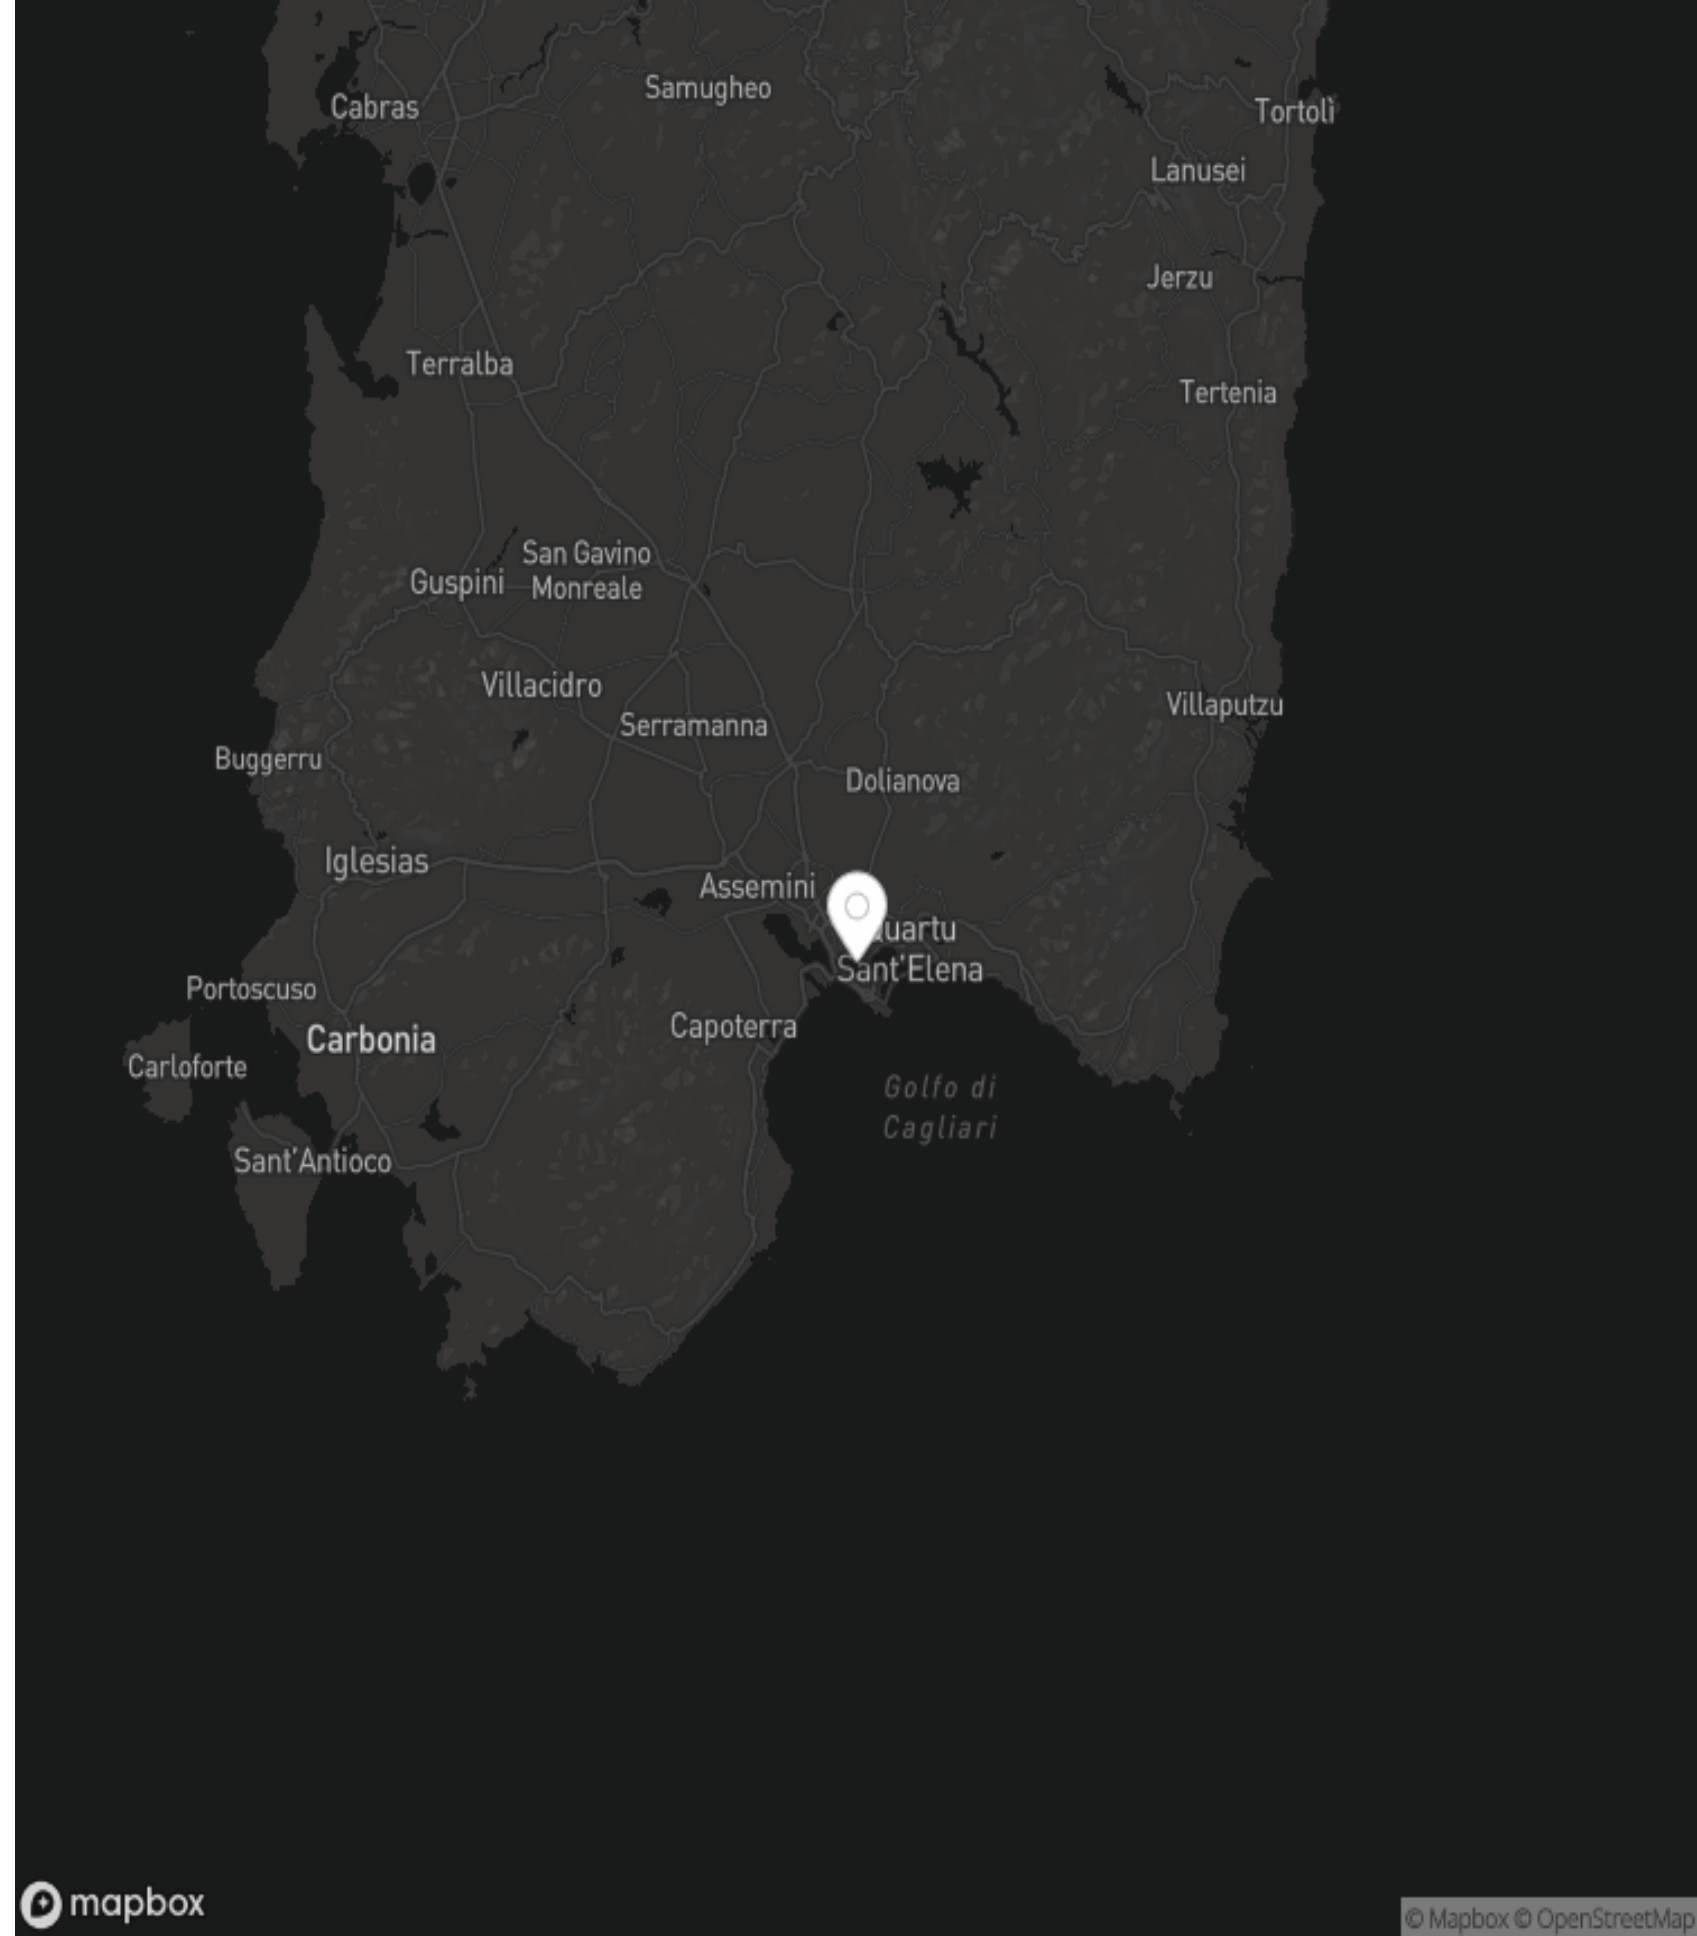 Samugheo
Cabras
Tortolì
Lanusei
Jerzu
Terralba
Tertenia
San Gavino
Monreale
Guspini
Villacidro
Villaputzu
Serramanna
Buggerru
Dolianova
Iglesias
Assemini
uartu
Sant'Elena
Portoscuso
Capoterra
Carbonia
Carloforte
Golfo di
Cagliari
Sant'Antioco
mapbox
© Mapbox © OpenStreetMap